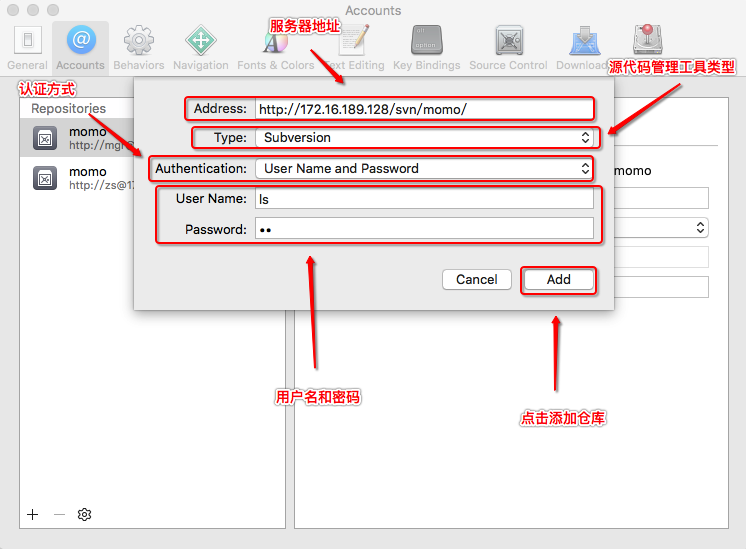 Accounts
服务器地址
General
Accounts
Behaviors
Navigation
Fonts & Colors
Text Editing
Key Bindings
Source Control
源代码管理工具类型
认证方式
Repositories
Address: http://172.16.189.128/svn/momo/
Type: Subversion
momo
Authentication: User Name and Password
momo
momo
http://zs@17
User Name: ls
Password: ••
Cancel
Add
用户名和密码
点击添加仓库